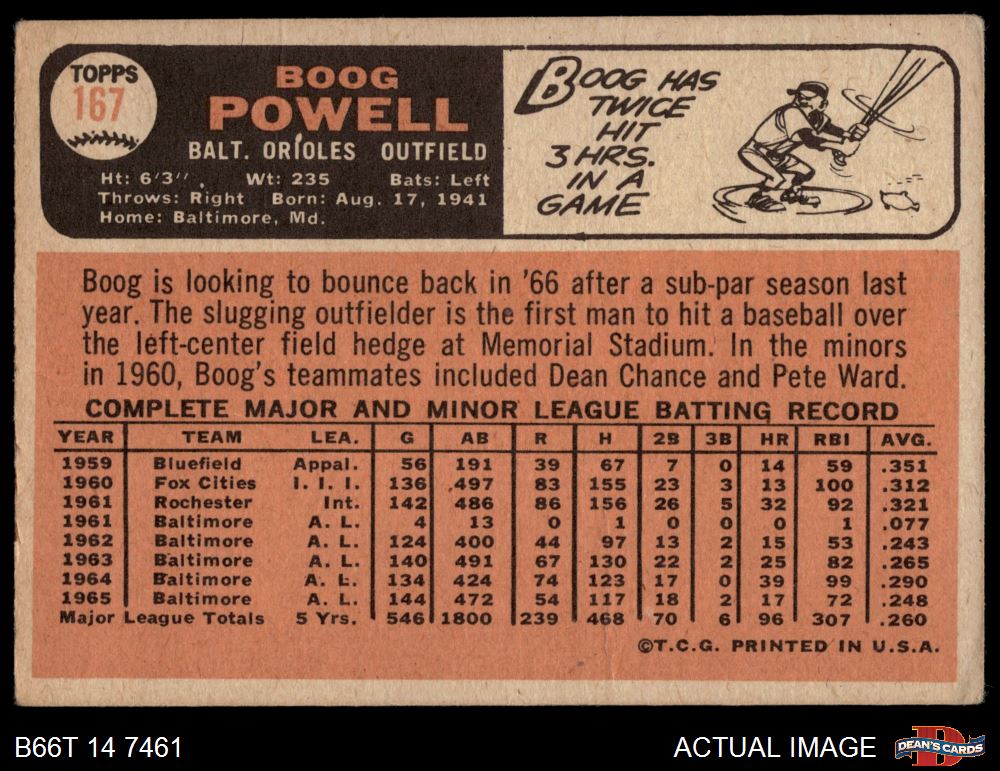 TOPPS
167
BOOG
POWELL
BALT. ORIOLES OUTFIELD
Ht: 6'3" Wt: 235 Bats: Left
Throws: Right Born: Aug. 17, 1941
Home: Baltimore, Md.
BOOG HAS
TWICE
HIT
3 HRS.
IN A
GAME
Boog is looking to bounce back in '66 after a sub-par season last
year. The slugging outfielder is the first man to hit a baseball over
the left-center field hedge at Memorial Stadium. In the minors
in 1960, Boog's teammates included Dean Chance and Pete Ward.
COMPLETE MAJOR AND MINOR LEAGUE BATTING RECORD
YEAR TEAM LEA. G AB R H 2B 3B HR RBI AVG.
1959 Bluefield Appal. 56 191 39 67 7 0 14 59 .351
1960 Fox Cities I. I. I. 136 497 83 155 23 3 13 100 .312
1961 Rochester Int. 142 486 86 156 26 5 32 92 .321
1961 Baltimore A. L. 4 13 0 1 0 0 0 1 .077
1962 Baltimore A. L. 124 400 44 97 13 2 15 53 .243
1963 Baltimore A. L. 140 491 67 130 22 2 25 82 .265
1964 Baltimore A. L. 134 424 74 123 17 0 39 99 .290
1965 Baltimore A. L. 144 472 54 117 18 2 17 72 .248
Major League Totals 5 Yrs. 546 1800 239 468 70 6 96 307 .260
©T.C.G. PRINTED IN U.S.A.
B66T 14 7461
ACTUAL IMAGE
DEAN'S CARDS